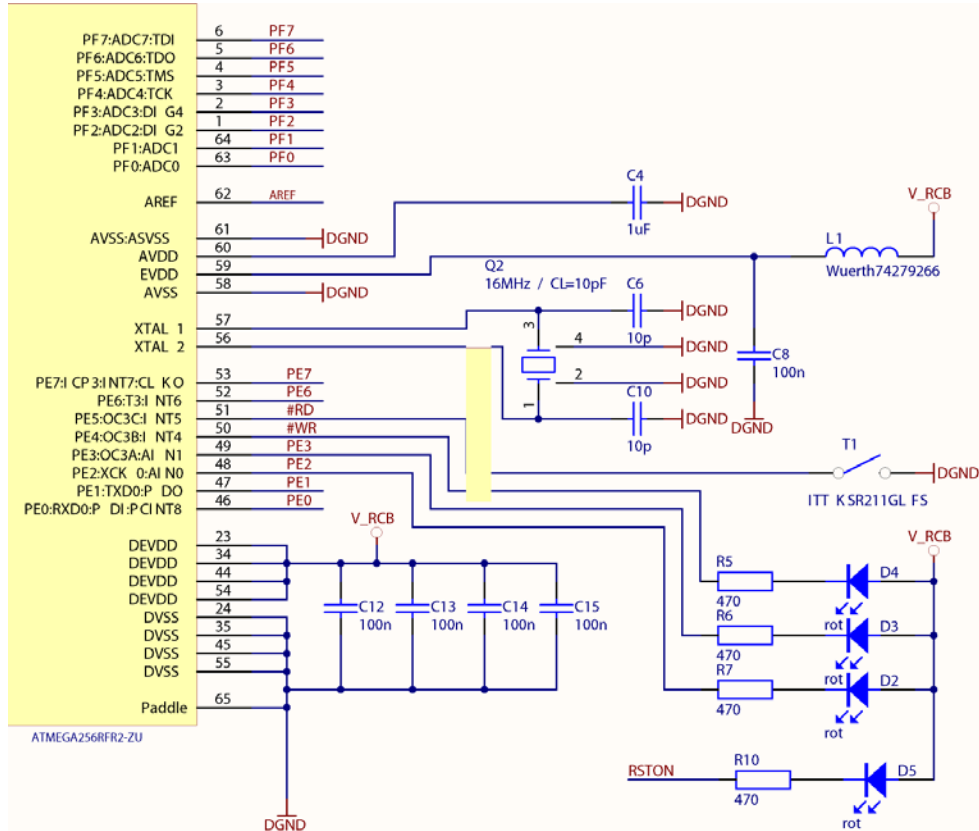 PF7:ADC7:TDI 6 PF7
PF6:ADC6:TDO 5 PF6
PF5:ADC5:TMS 4 PF5
PF4:ADC4:TCK 3 PF4
PF3:ADC3:DI G4 2 PF3
PF2:ADC2:DI G2 1 PF2
PF1:ADC1 64 PF1
PF0:ADC0 63 PF0
AREF 62 AREF
AVSS:ASVSS 61 DGND
AVDD 60
EVDD 59
AVSS 58 DGND
XTAL 1 57
XTAL 2 56
PE7:I CP3:I NT7:CL K O 53 PE7
PE6:T3:I NT6 52 PE6
PE5:OC3C:I NT5 51 #RD
PE4:OC3B:I NT4 50 #WR
PE3:OC3A:AI N1 49 PE3
PE2:XCK 0:AI N0 48 PE2
PE1:TXD0:P DO 47 PE1
PE0:RXD0:P DI :PCI NT8 46 PE0
DEVDD 23
DEVDD 34
DEVDD 44
DEVDD 54
DVSS 24
DVSS 35
DVSS 45
DVSS 55
Paddle 65
ATMEGA256RFR2-ZU
C4
1uF
DGND
V_RCB
L1
Wuerth74279266
Q2
16MHz / CL=10pF
3
4
2
1
C6
10p
DGND
DGND
DGND
C10
10p
DGND
C8
100n
DGND
T1
DGND
ITT K SR211GL FS
V_RCB
C12
100n
C13
100n
C14
100n
C15
100n
DGND
V_RCB
R5
470
D4
rot
R6
470
D3
rot
R7
470
D2
rot
RSTON
R10
470
D5
rot